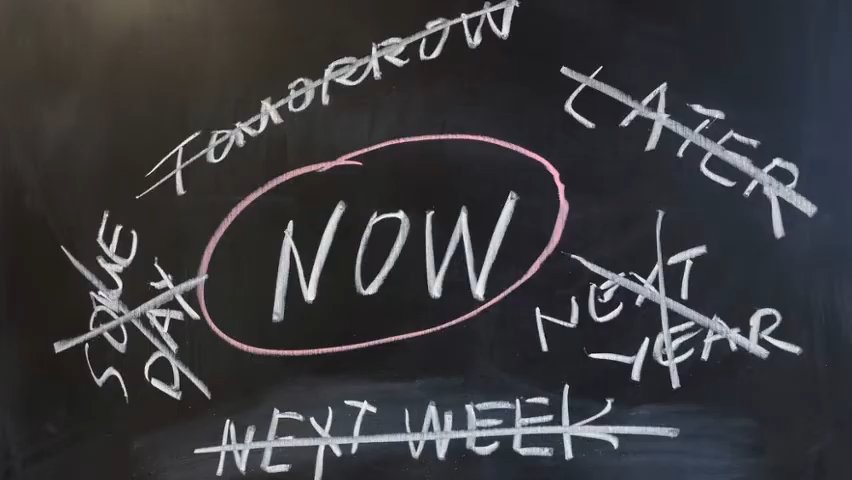 TOMORROW
LATER
NOW
SOME
DAY
NEXT
YEAR
NEXT WEEK